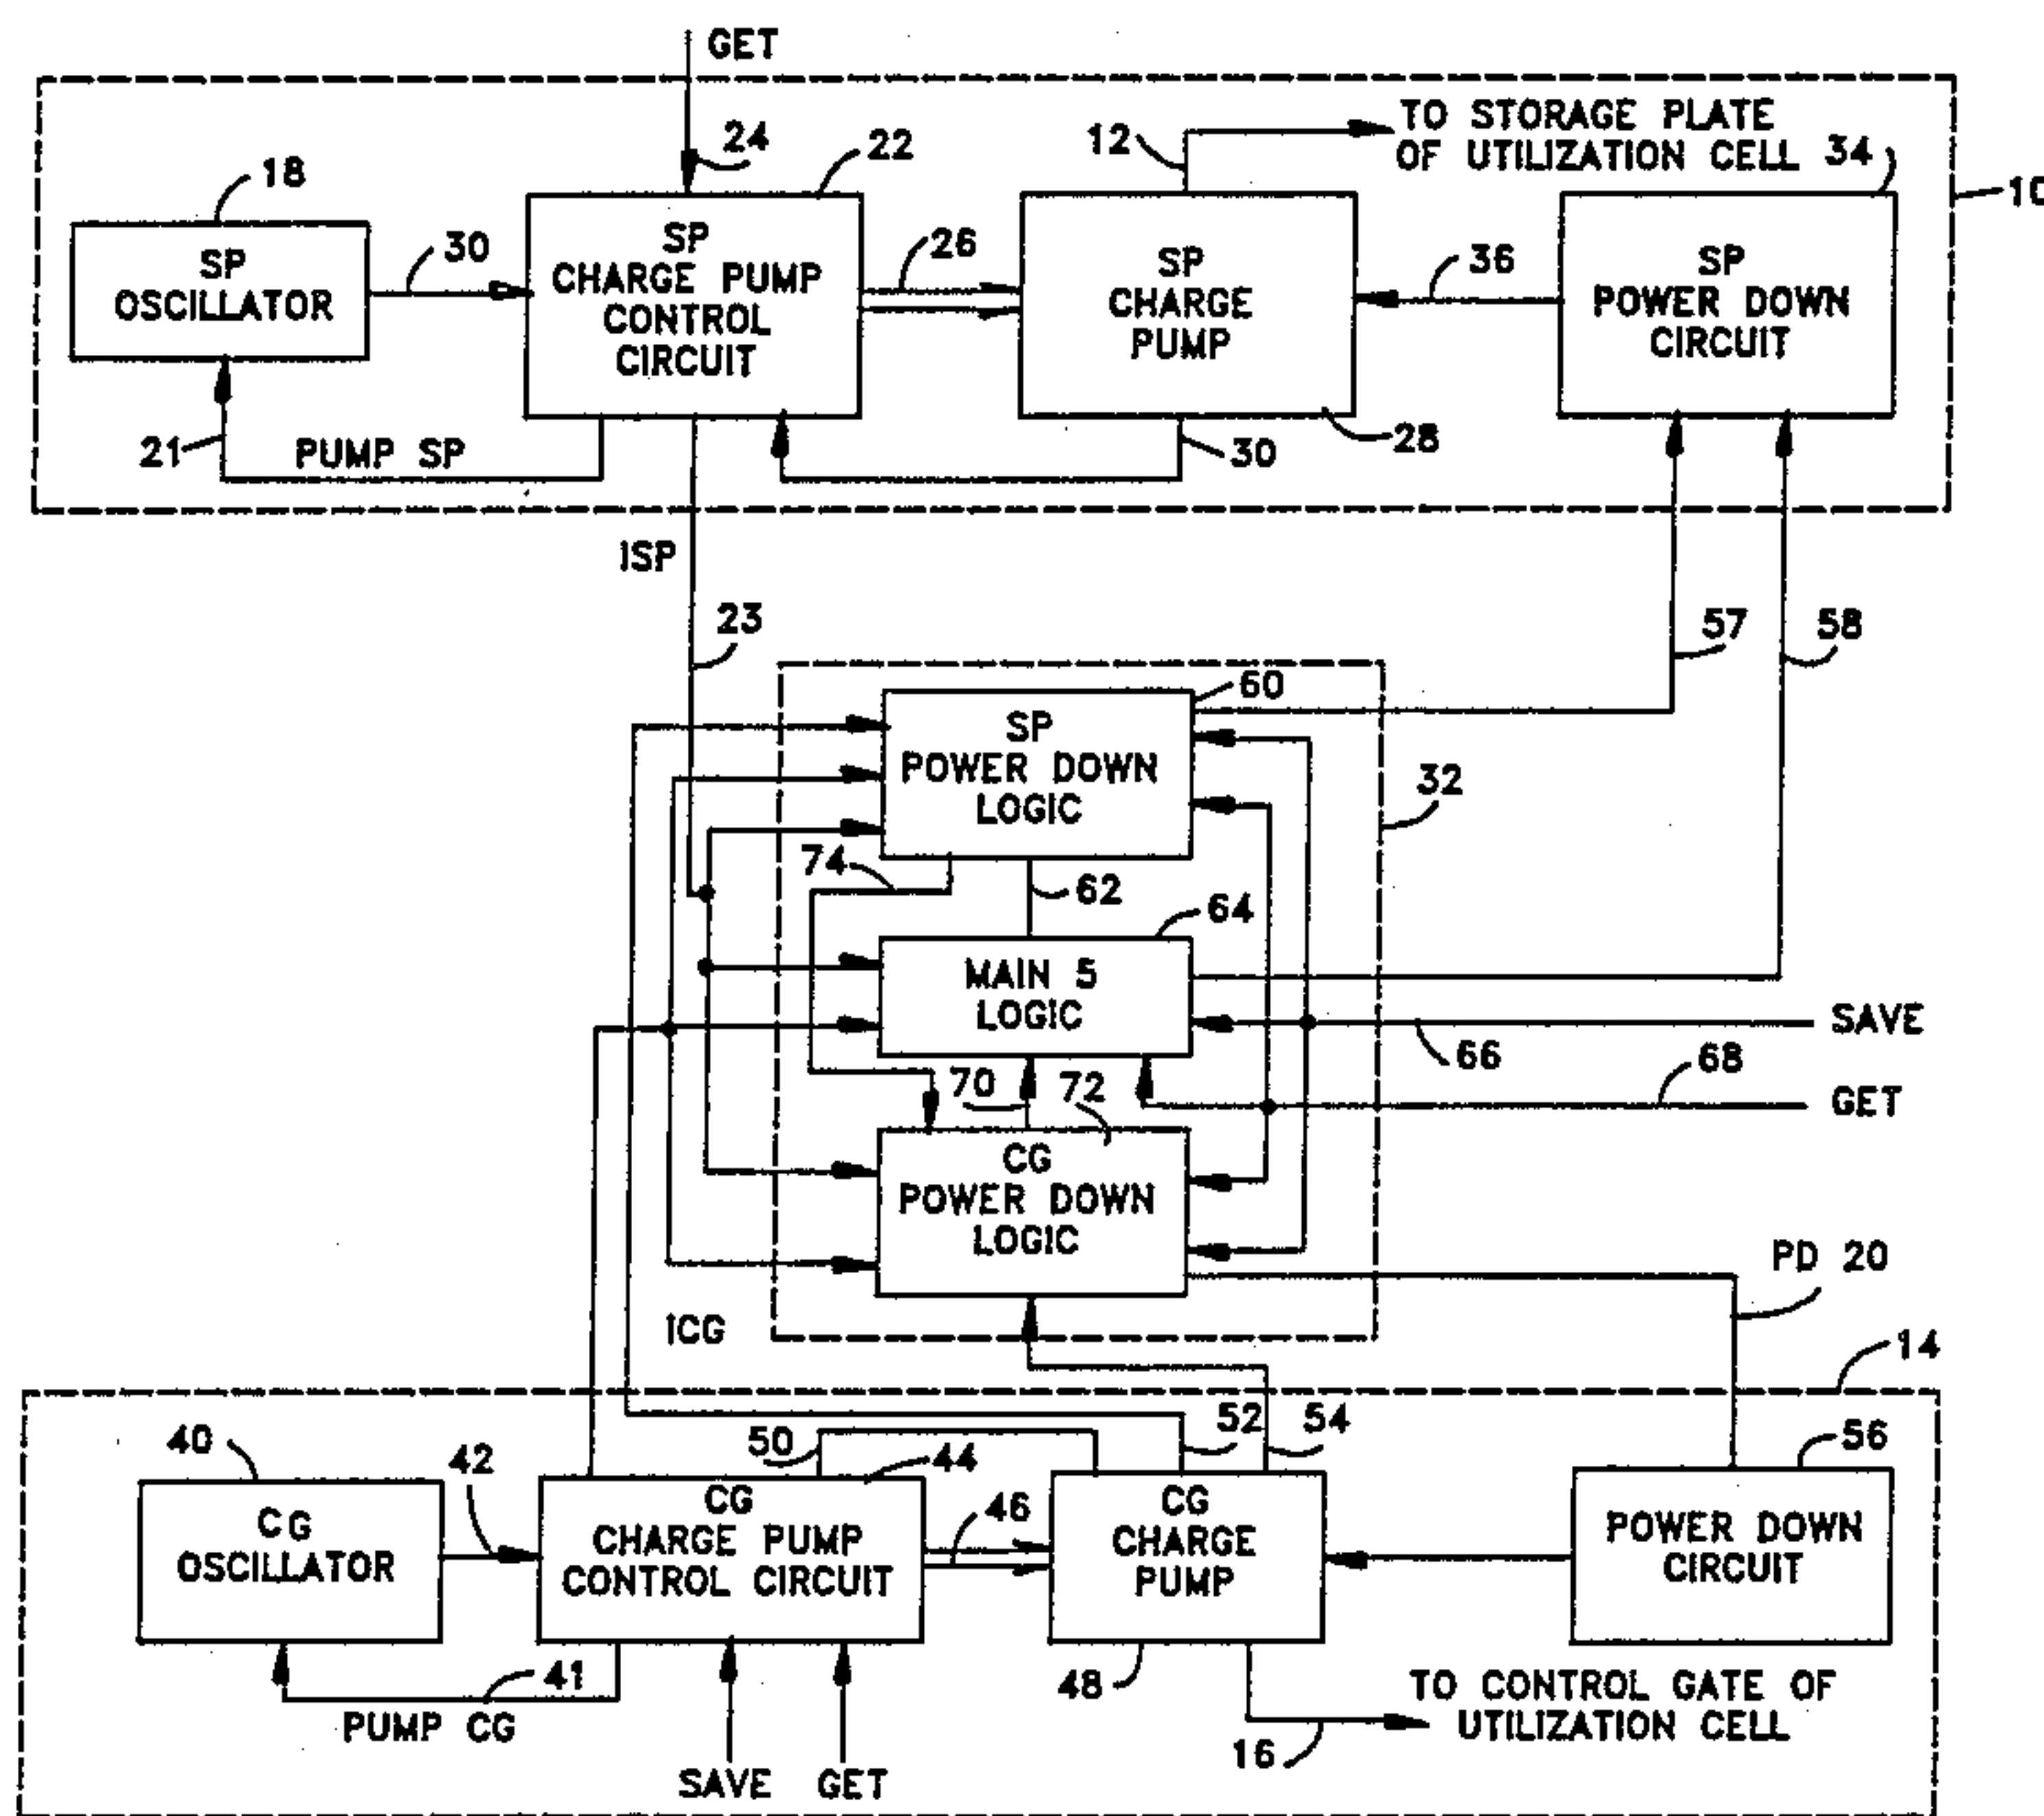 GET
TO STORAGE PLATE
OF UTILIZATION CELL
12
24
22
34
10
18
SP
OSCILLATOR
30
SP
CHARGE PUMP
CONTROL
CIRCUIT
26
SP
CHARGE
PUMP
36
SP
POWER DOWN
CIRCUIT
21
PUMP SP
30
28
ISP
23
57
58
60
SP
POWER DOWN
LOGIC
32
74
62
64
MAIN 5
LOGIC
SAVE
66
68
GET
70
72
CG
POWER DOWN
LOGIC
PD 20
ICG
14
40
42
50
44
52
54
56
CG
OSCILLATOR
CG
CHARGE PUMP
CONTROL CIRCUIT
46
CG
CHARGE
PUMP
POWER DOWN
CIRCUIT
41
PUMP CG
48
TO CONTROL GATE OF
UTILIZATION CELL
16
SAVE
GET